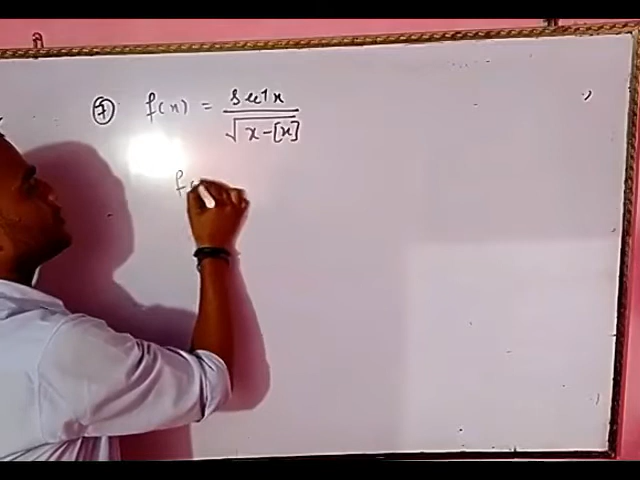 ⑦ f(x) = sec⁻¹x / √(x-[x])
f(